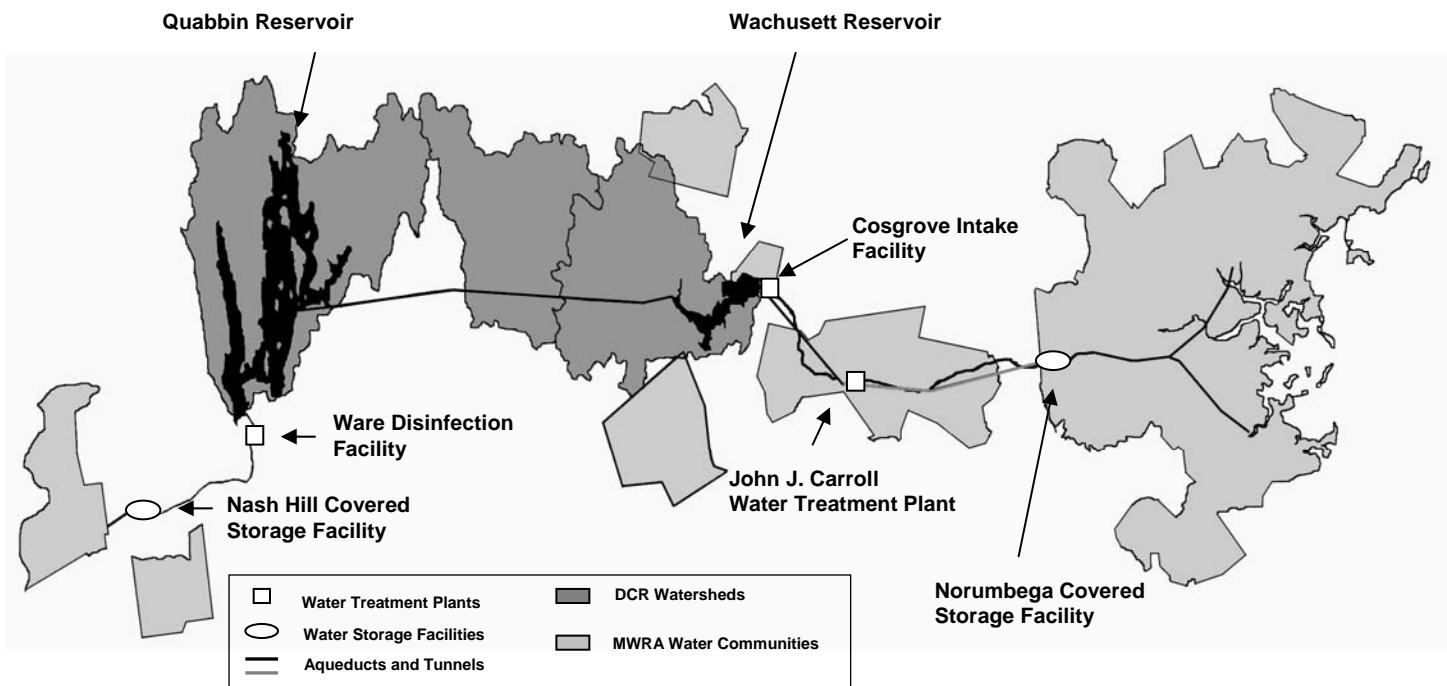 Quabbin Reservoir
Wachusett Reservoir
Cosgrove Intake
Facility
Ware Disinfection
Facility
Nash Hill Covered
Storage Facility
John J. Carroll
Water Treatment Plant
Norumbega Covered
Storage Facility
Water Treatment Plants
DCR Watersheds
Water Storage Facilities
MWRA Water Communities
Aqueducts and Tunnels